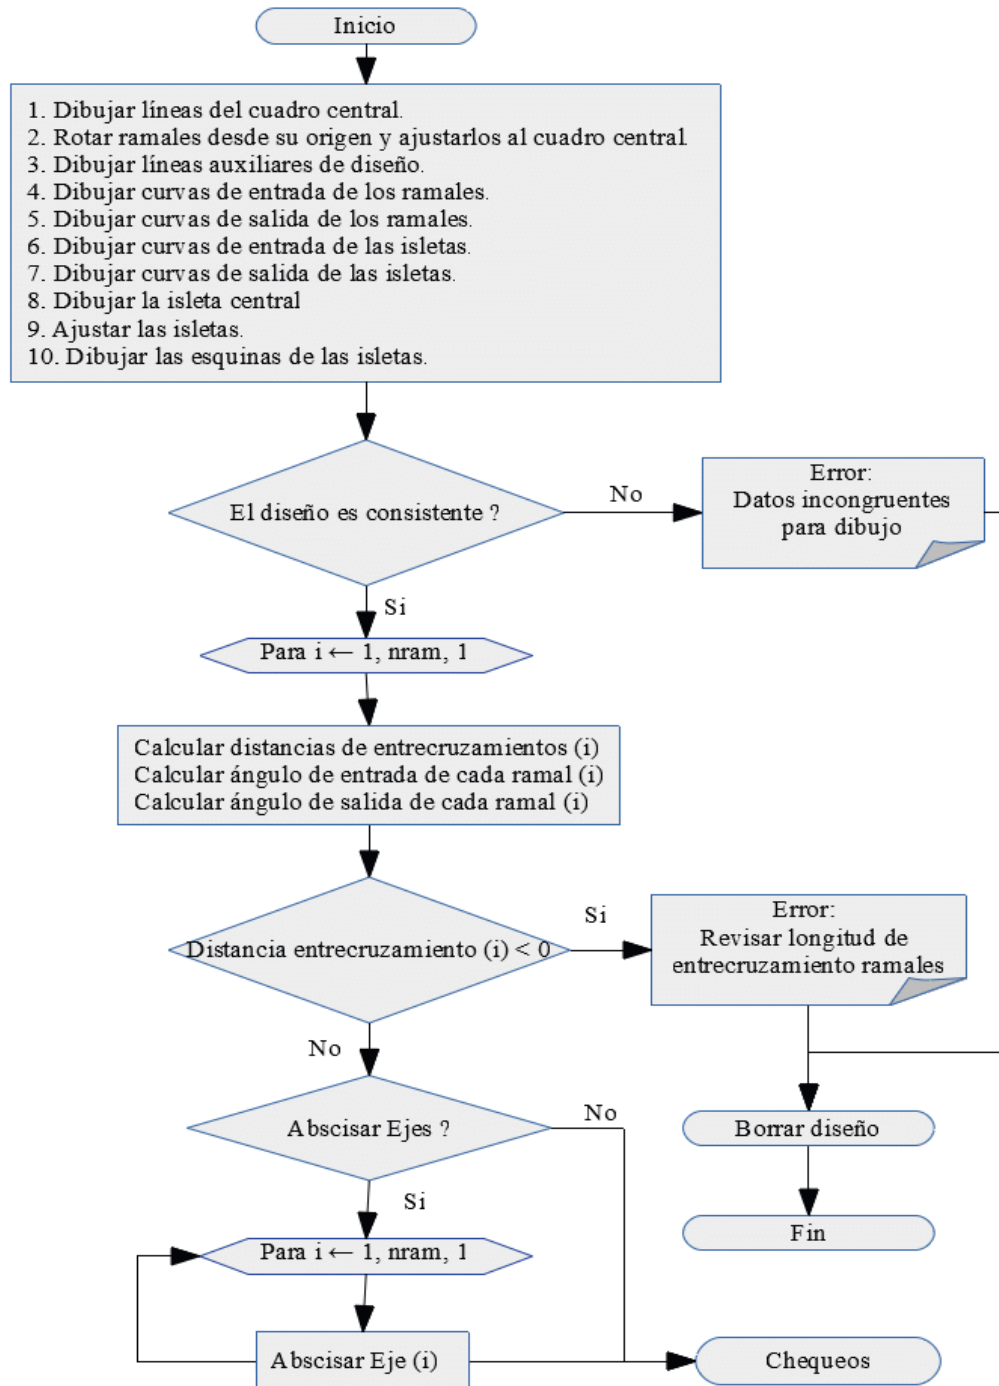 Inicio
1. Dibujar líneas del cuadro central.
2. Rotar ramales desde su origen y ajustarlos al cuadro central.
3. Dibujar líneas auxiliares de diseño.
4. Dibujar curvas de entrada de los ramales.
5. Dibujar curvas de salida de los ramales.
6. Dibujar curvas de entrada de las isletas.
7. Dibujar curvas de salida de las isletas.
8. Dibujar la isleta central
9. Ajustar las isletas.
10. Dibujar las esquinas de las isletas.
El diseño es consistente ?
No
Error:
Datos incongruentes
para dibujo
Si
Para i ← 1, nram, 1
Calcular distancias de entrecruzamientos (i)
Calcular ángulo de entrada de cada ramal (i)
Calcular ángulo de salida de cada ramal (i)
Distancia entrecruzamiento (i) < 0
Si
Error:
Revisar longitud de
entrecruzamiento ramales
No
Abscisar Ejes ?
No
Borrar diseño
Si
Fin
Para i ← 1, nram, 1
Abscisar Eje (i)
Chequeos